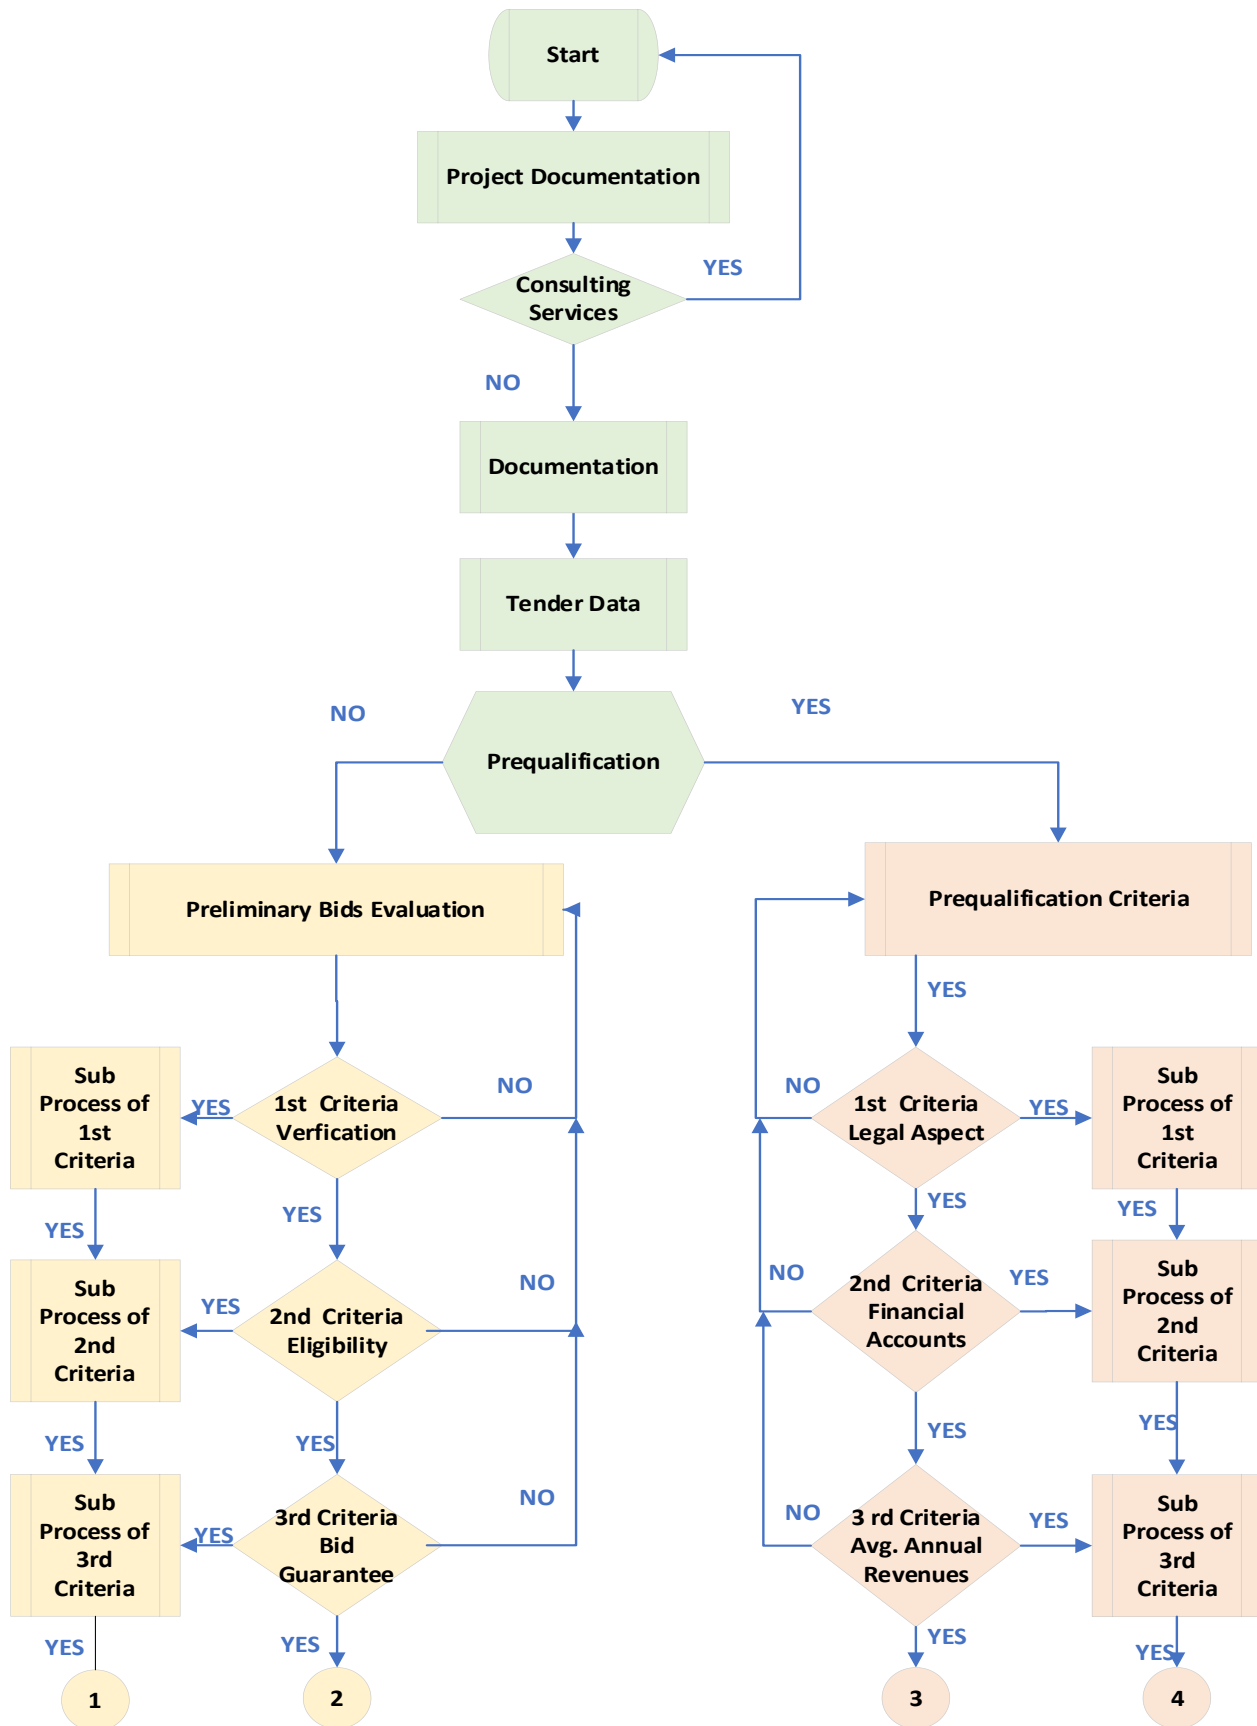 Start
Project Documentation
YES
Consulting
Services
NO
Documentation
Tender Data
NO
YES
Prequalification
Preliminary Bids Evaluation
Prequalification Criteria
YES
Sub
Process of
1st
Criteria
YES
1st Criteria
Verfication
NO
NO
1st Criteria
Legal Aspect
YES
Sub
Process of
1st
Criteria
YES
YES
YES
YES
Sub
Process of
2nd
Criteria
YES
2nd Criteria
Eligibility
NO
NO
2nd Criteria
Financial
Accounts
YES
Sub
Process of
2nd
Criteria
YES
YES
YES
YES
Sub
Process of
3rd
Criteria
YES
3rd Criteria
Bid
Guarantee
NO
NO
3 rd Criteria
Avg. Annual
Revenues
YES
Sub
Process of
3rd
Criteria
YES
YES
YES
YES
1
2
3
4